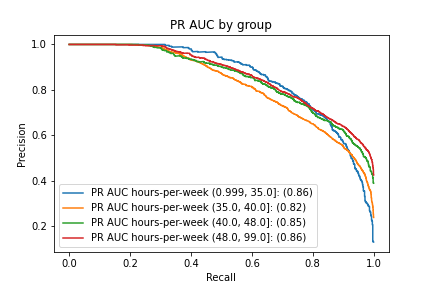 PR AUC by group
Precision
1.0
0.8
0.6
0.4
0.2
PR AUC hours-per-week (0.999, 35.0]: (0.86)
PR AUC hours-per-week (35.0, 40.0]: (0.82)
PR AUC hours-per-week (40.0, 48.0]: (0.85)
PR AUC hours-per-week (48.0, 99.0]: (0.86)
0.0 0.2 0.4 0.6 0.8 1.0
Recall